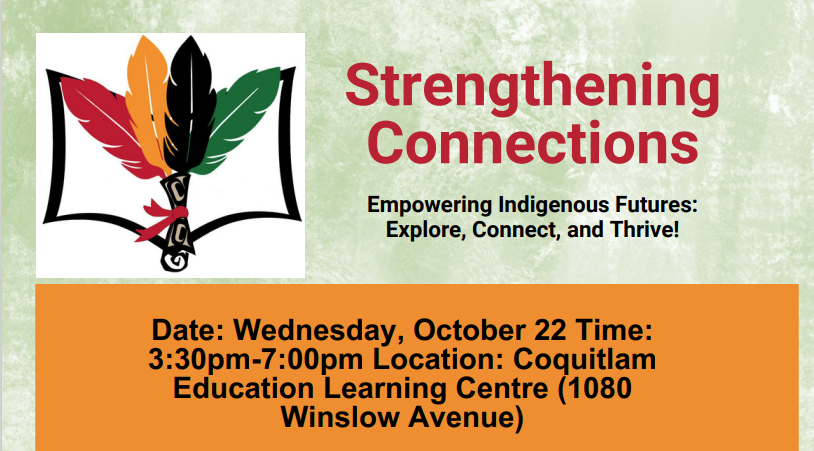 Strengthening
Connections
Empowering Indigenous Futures:
Explore, Connect, and Thrive!
Date: Wednesday, October 22 Time:
3:30pm-7:00pm Location: Coquitlam
Education Learning Centre (1080
Winslow Avenue)